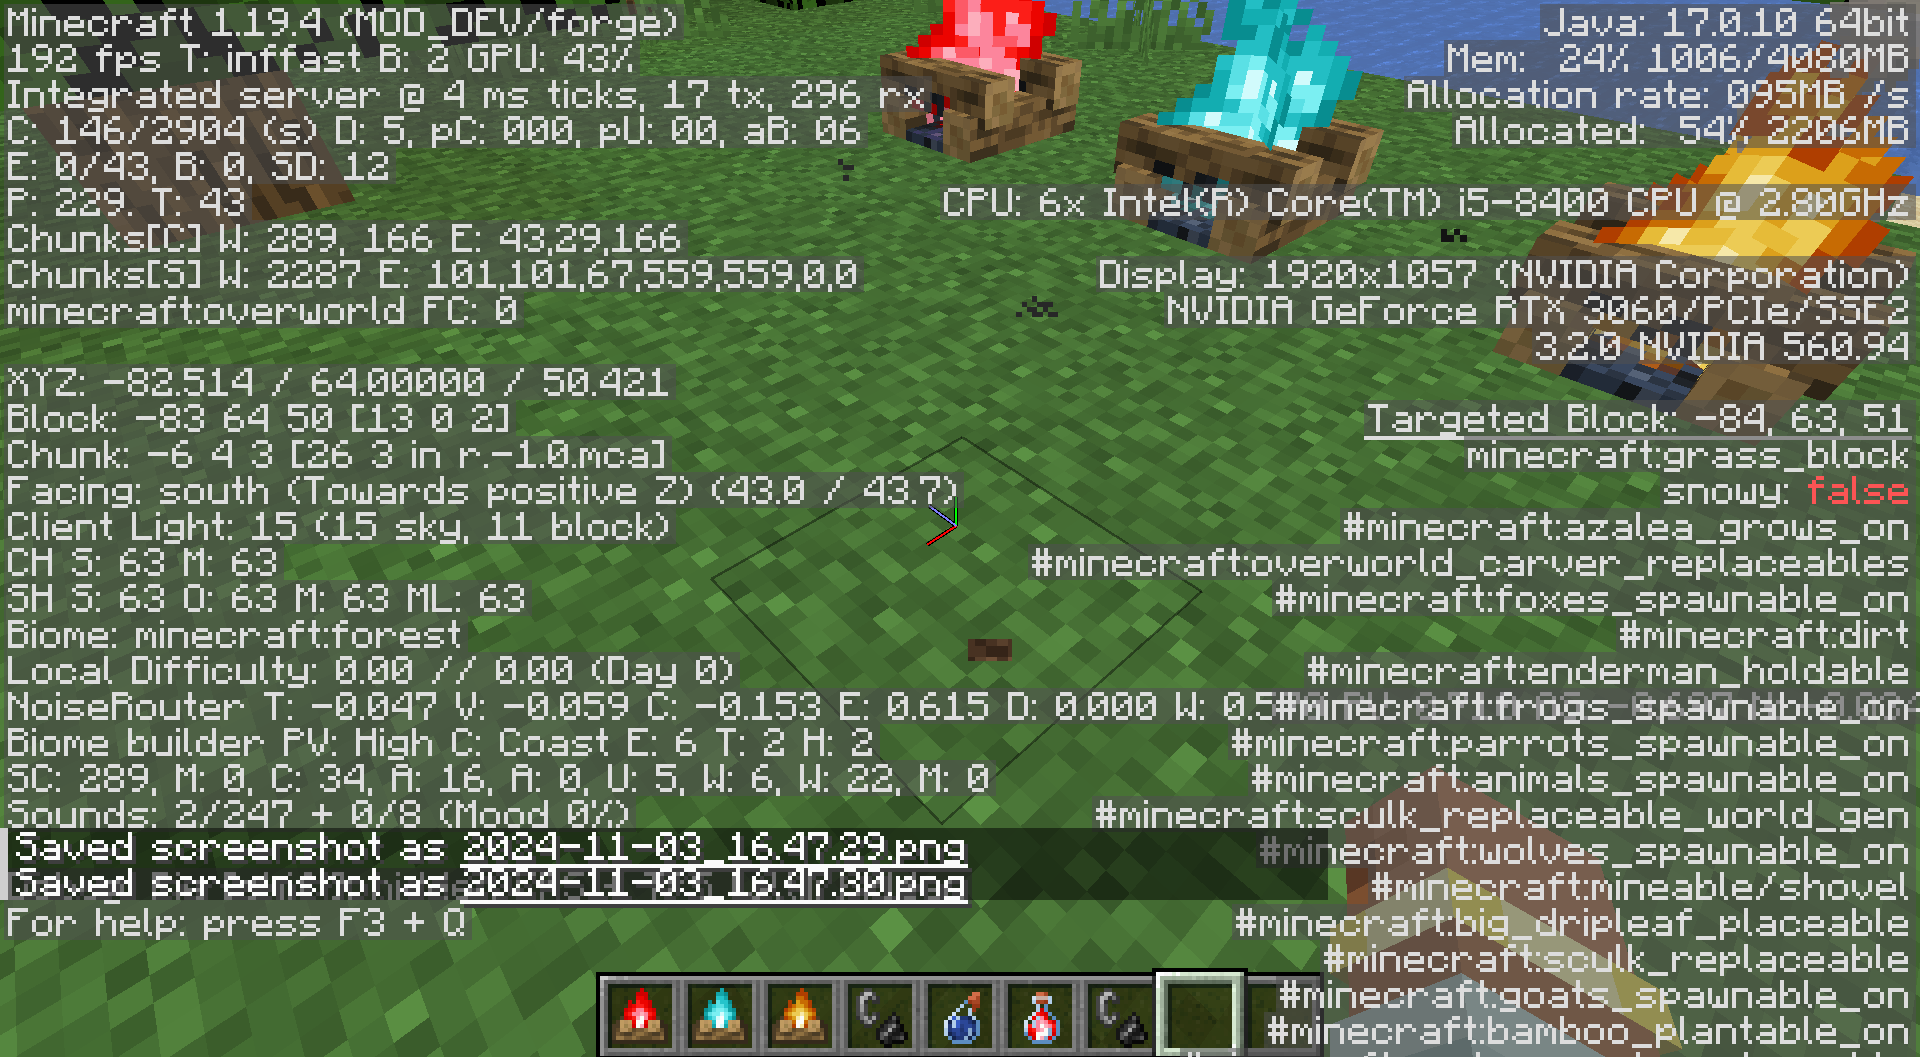 Minecraft 1.19.4 (MOD_DEV/forge)
192 fps T: inffast B: 2 GPU: 43%
Integrated server @ 4 ms ticks, 17 tx, 296 rx
C: 146/2904 (s) D: 5, pC: 000, pU: 00, aB: 06
E: 0/43, B: 0, SD: 12
P: 229. T: 43
Chunks[C] W: 289, 166 E: 43,29,166
Chunks[S] W: 2287 E: 101,101,67,559,559,0,0
minecraft:overworld FC: 0
XYZ: -82.514 / 64.00000 / 50.421
Block: -83 64 50 [13 0 2]
Chunk: -6 4 3 [26 3 in r.-1.0.mca]
Facing: south (Towards positive Z) (43.0 / 43.7)
Client Light: 15 (15 sky, 11 block)
CH S: 63 M: 63
SH S: 63 O: 63 M: 63 ML: 63
Biome: minecraft:forest
Local Difficulty: 0.00 // 0.00 (Day 0)
NoiseRouter T: -0.047 V: -0.059 C: -0.153 E: 0.615 D: 0.000 W:
Biome builder PV: High C: Coast E: 6 T: 2 H: 2
SC: 289, M: 0, C: 34, A: 16, A: 0, U: 5, W: 6, W: 22, M: 0
Sounds: 2/247 + 0/8 (Mood 0%)
Saved screenshot as 2024-11-03_16.47.29.png
Saved screenshot as 2024-11-03_16.47.30.png
For help: press F3 + Q
Java: 17.0.10 64bit
Mem: 24% 1006/4080MB
Allocation rate: 095MB /s
Allocated: 54% 2206MB
CPU: 6x Intel(R) Core(TM) i5-8400 CPU @ 2.80GHz
Display: 1920x1057 (NVIDIA Corporation)
NVIDIA GeForce RTX 3060/PCIe/SSE2
3.2.0 NVIDIA 560.94
Targeted Block: -84, 63, 51
minecraft:grass_block
snowy: false
#minecraft:azalea_grows_on
#minecraft:overworld_carver_replaceables
#minecraft:foxes_spawnable_on
#minecraft:dirt
#minecraft:enderman_holdable
#minecraft:frogs_spawnable_on
#minecraft:parrots_spawnable_on
#minecraft:animals_spawnable_on
#minecraft:sculk_replaceable_world_gen
#minecraft:wolves_spawnable_on
#minecraft:mineable/shovel
#minecraft:big_dripleaf_placeable
#minecraft:sculk_replaceable
#minecraft:goats_spawnable_on
#minecraft:bamboo_plantable_on